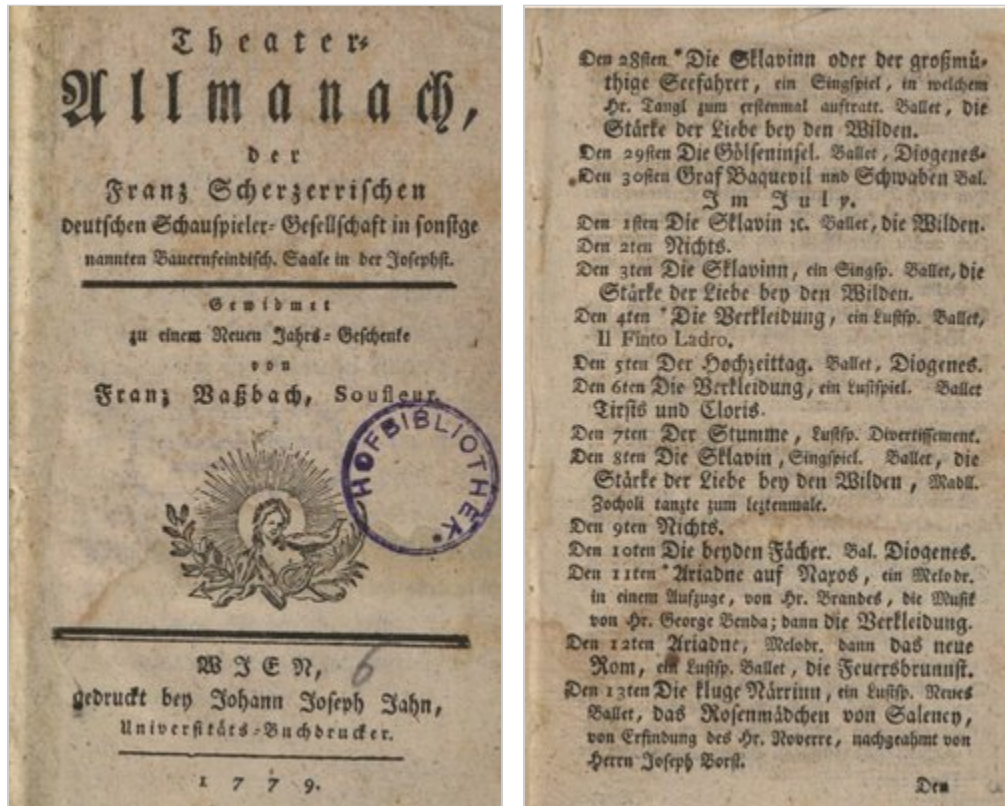 Theater-
Allmanach,
der
Franz Scherzerrischen
deutschen Schauspieler-Gesellschaft in sonstge
nannten Bauernfeindisch. Saale in der Josephst.
Gewidmet
zu einem Neuen Jahrs-Geschenke
von
Franz Vaßbach, Soufleur.
HOFBIBLIOTHEK
WIEN,
6
gedruckt bey Johann Joseph Jahn,
Universitäts-Buchdrucker.
1779.
Den 28sten *Die Sklavinn oder der großmü-
thige Seefahrer, ein Singspiel, in welchem
Hr. Tangl zum erstenmal auftratt. Ballet, die
Stärke der Liebe bey den Wilden.
Den 29sten Die Gölseninsel. Ballet, Diogenes.
Den 30sten Graf Baquevil und Schwaben Bal.
Im July.
Den 1sten Die Sklavin ꝛc. Ballet, die Wilden.
Den 2ten Nichts.
Den 3ten Die Sklavinn, ein Singsp. Ballet, die
Stärke der Liebe bey den Wilden.
Den 4ten *Die Verkleidung, ein Lustsp. Ballet,
Il Finto Ladro.
Den 5ten Der Hochzeittag. Ballet, Diogenes.
Den 6ten Die Verkleidung, ein Lustspiel. Ballet
Tirsis und Cloris.
Den 7ten Der Stumme, Lustsp. Divertissement.
Den 8ten Die Sklavin, Singspiel. Ballet, die
Stärke der Liebe bey den Wilden, Madll.
Zocholi tanzte zum leztenmale.
Den 9ten Nichts.
Den 10ten Die beyden Fächer. Bal. Diogenes.
Den 11ten *Ariadne auf Naxos, ein Melodr.
in einem Aufzuge, von Hr. Brandes, die Musik
von Hr. George Benda; dann die Verkleidung.
Den 12ten Ariadne, Melodr. dann das neue
Rom, ein Lustsp. Ballet, die Feuersbrunnst.
Den 13ten Die kluge Närrinn, ein Lustsp. Neues
Ballet, das Rosenmädchen von Salency,
von Erfindung des Hr. Noverre, nachgeahmt von
Herrn Joseph Borst.
Den